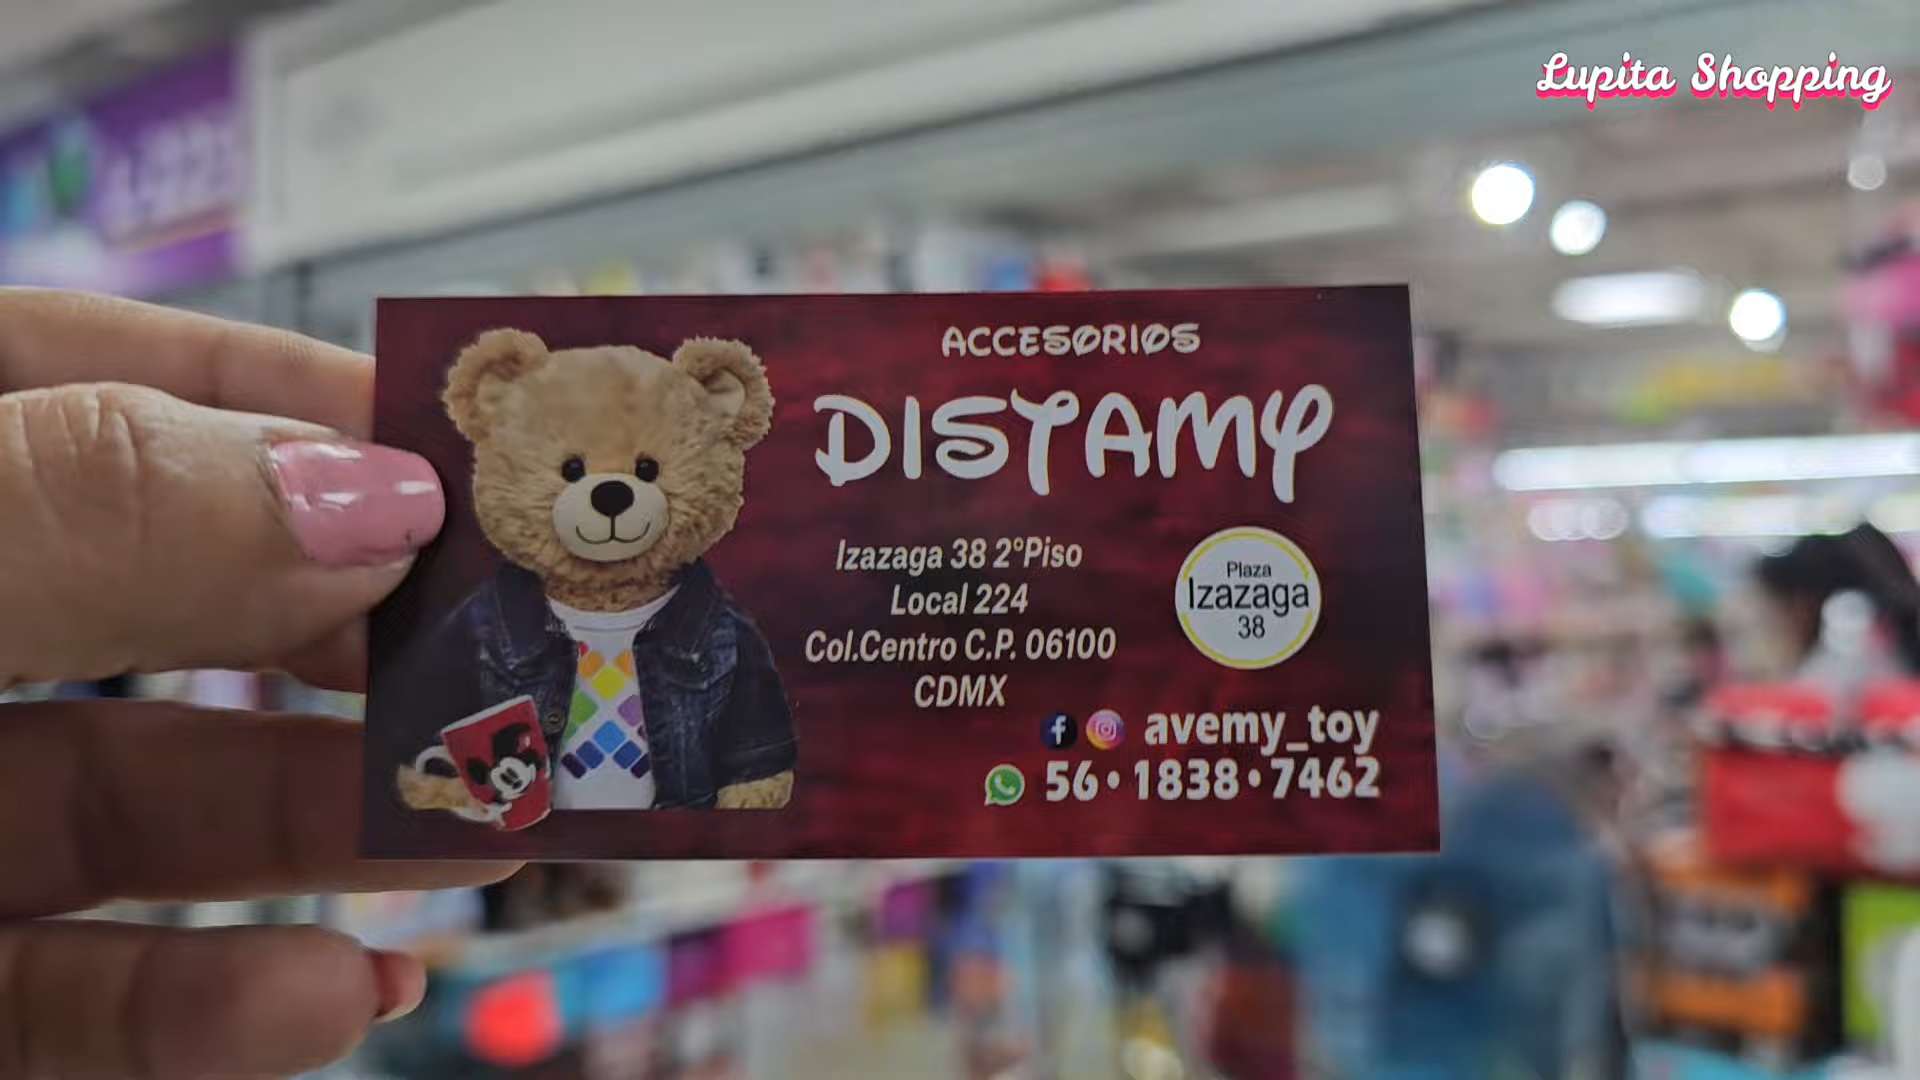 Lupita Shopping
ACCESORIOS
DISTAMY
Izazaga 38 2°Piso
Local 224
Col.Centro C.P. 06100
CDMX
Plaza
Izazaga
38
avemy_toy
56•1838•7462